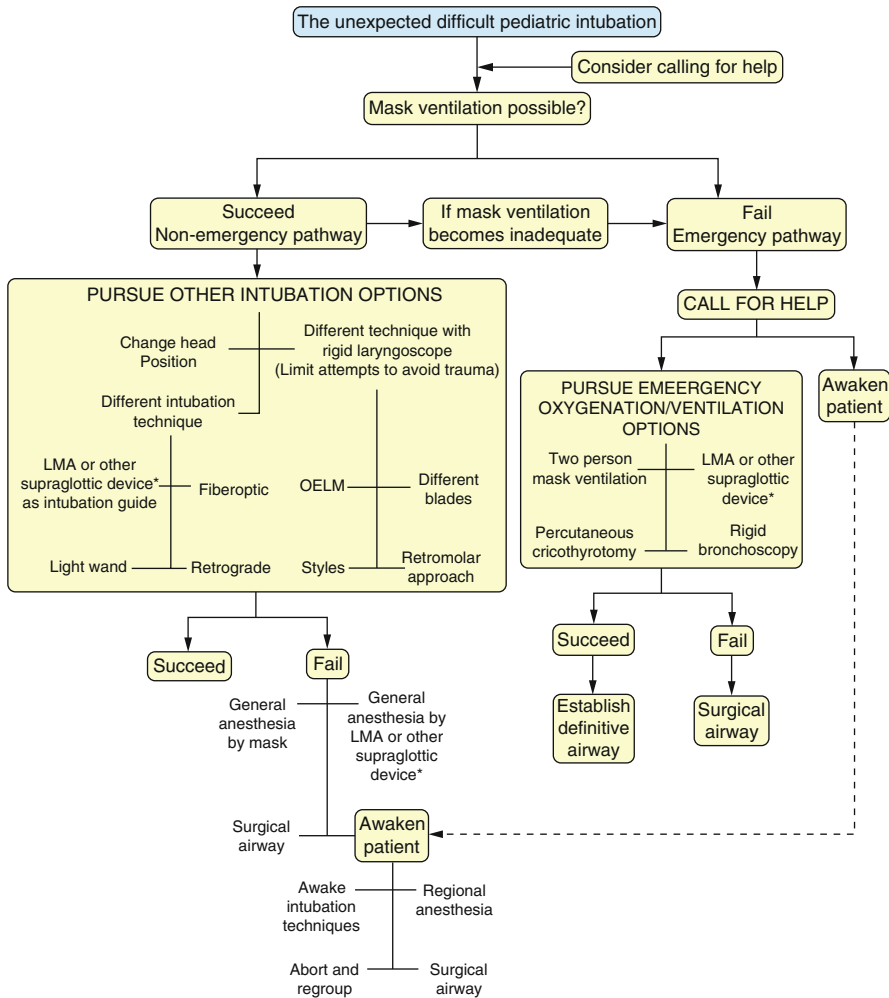 The unexpected difficult pediatric intubation
Consider calling for help
Mask ventilation possible?
Succeed
Non-emergency pathway
If mask ventilation
becomes inadequate
Fail
Emergency pathway
PURSUE OTHER INTUBATION OPTIONS
Change head
Position
Different technique with
rigid laryngoscope
(Limit attempts to avoid trauma)
Different intubation
technique
LMA or other
supraglottic device*
as intubation guide
Fiberoptic
Light wand
Retrograde
OELM
Different
blades
Styles
Retromolar
approach
CALL FOR HELP
PURSUE EMEERGENCY
OXYGENATION/VENTILATION
OPTIONS
Two person
mask ventilation
LMA or other
supraglottic
device*
Percutaneous
cricothyrotomy
Rigid
bronchoscopy
Awaken
patient
Succeed
Fail
General
anesthesia
by mask
General
anesthesia by
LMA or other
supraglottic
device*
Surgical
airway
Awaken
patient
Awake
intubation
techniques
Regional
anesthesia
Abort and
regroup
Surgical
airway
Succeed
Fail
Establish
definitive
airway
Surgical
airway